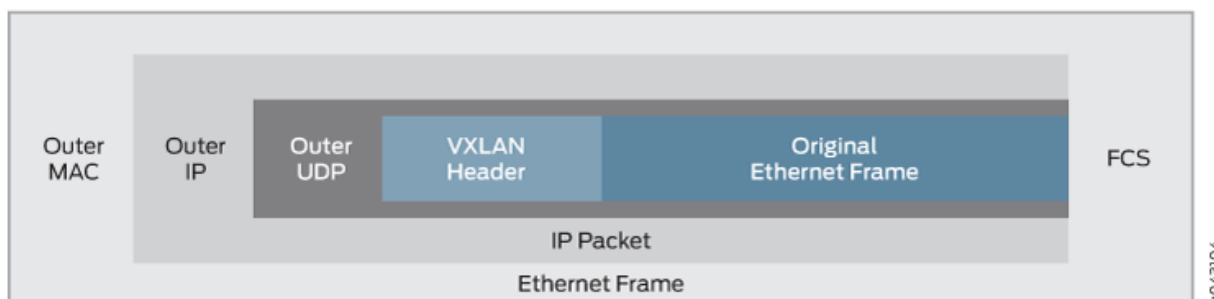 Outer
MAC
Outer
IP
Outer
UDP
VXLAN
Header
Original
Ethernet Frame
FCS
IP Packet
Ethernet Frame